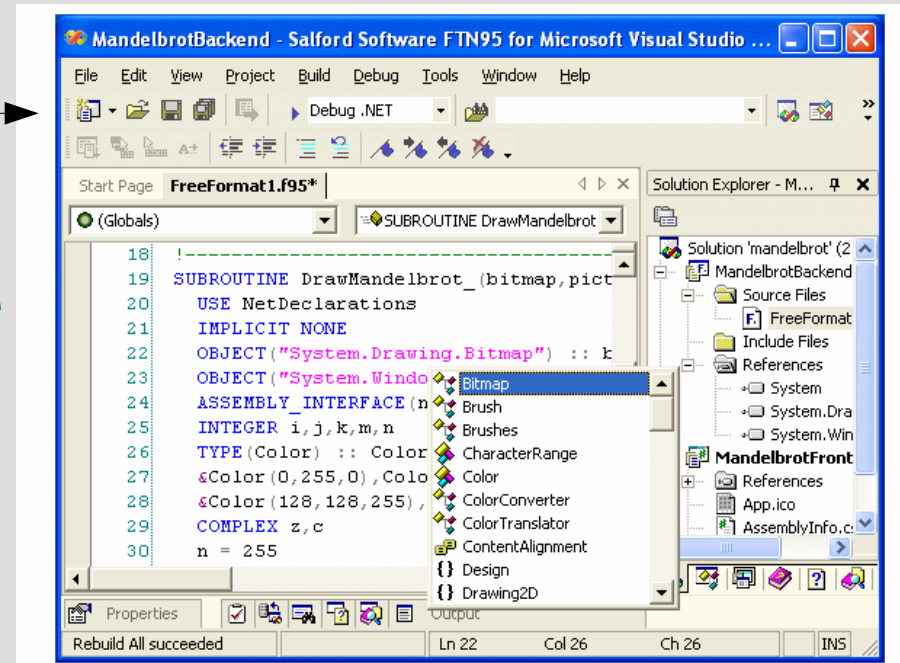 MandelbrotBackend - Salford Software FTN95 for Microsoft Visual Studio ...
File Edit View Project Build Debug Tools Window Help
Debug .NET
Start Page FreeFormat1.f95*
(Globals)
SUBROUTINE DrawMandelbrot
18 !----------------------------------------
19 SUBROUTINE DrawMandelbrot_(bitmap,pict
20 USE NetDeclarations
21 IMPLICIT NONE
22 OBJECT("System.Drawing.Bitmap") :: b
23 OBJECT("System.Windo
24 ASSEMBLY_INTERFACE(n
25 INTEGER i,j,k,m,n
26 TYPE(Color) :: Color
27 &Color(0,255,0),Colo
28 &Color(128,128,255),
29 COMPLEX z,c
30 n = 255
Bitmap
Brush
Brushes
CharacterRange
Color
ColorConverter
ColorTranslator
ContentAlignment
{} Design
{} Drawing2D
Solution Explorer - M...
Solution 'mandelbrot' (2
MandelbrotBackend
Source Files
FreeFormat
Include Files
References
System
System.Dra
System.Win
MandelbrotFront
References
App.ico
AssemblyInfo.c
Properties
Output
Rebuild All succeeded Ln 22 Col 26 Ch 26 INS